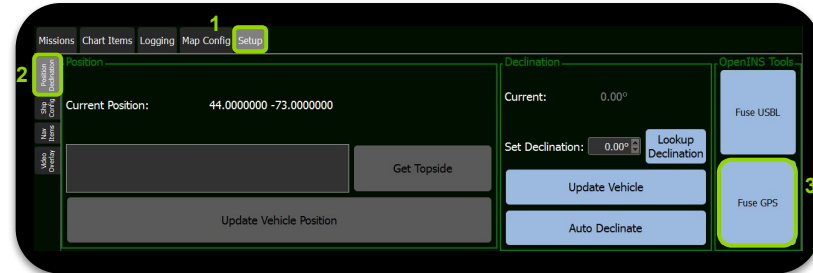 1
Missions Chart Items Logging Map Config Setup
2
Position
Declination
Ship
Config
Nav
Items
Video
Overlay
Position
Current Position: 44.0000000 -73.0000000
Get Topside
Update Vehicle Position
Declination
Current: 0.00°
Set Declination: 0.00° Lookup
Declination
Update Vehicle
Auto Declinate
OpenINS Tools
Fuse USBL
Fuse GPS
3